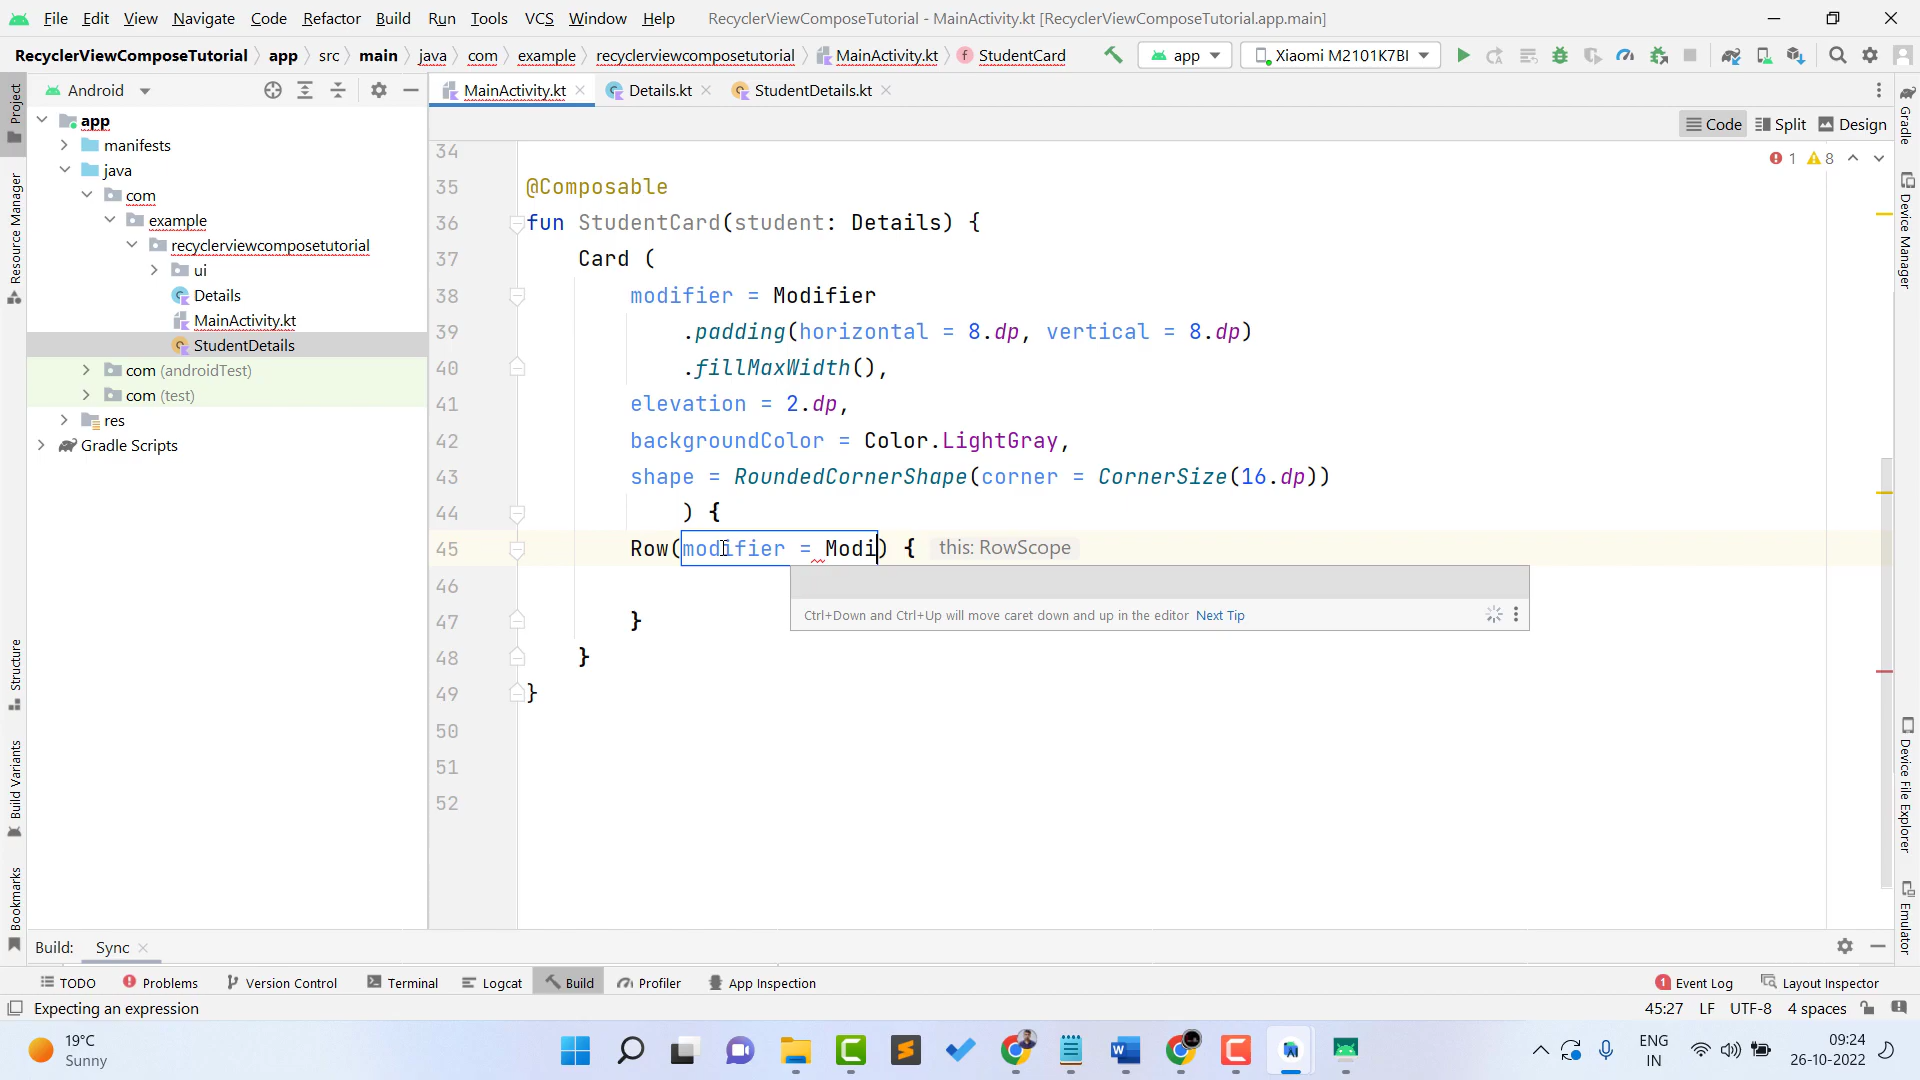 File Edit View Navigate Code Refactor Build Run Tools VCS Window Help RecyclerViewComposeTutorial - MainActivity.kt [RecyclerViewComposeTutorial.app.main]
RecyclerViewComposeTutorial app src main java com example recyclerviewcomposetutorial MainActivity.kt StudentCard app Xiaomi M2101K7BI
Android MainActivity.kt Details.kt StudentDetails.kt
Code Split Design
1 8
Project
Resource Manager
Structure
Build Variants
Bookmarks
app
manifests
java
com
example
recyclerviewcomposetutorial
ui
Details
MainActivity.kt
StudentDetails
com (androidTest)
com (test)
res
Gradle Scripts
34
35 @Composable
36 fun StudentCard(student: Details) {
37 Card (
38 modifier = Modifier
39 .padding(horizontal = 8.dp, vertical = 8.dp)
40 .fillMaxWidth(),
41 elevation = 2.dp,
42 backgroundColor = Color.LightGray,
43 shape = RoundedCornerShape(corner = CornerSize(16.dp))
44 ) {
45 Row(modifier = Modi) { this: RowScope
46
Ctrl+Down and Ctrl+Up will move caret down and up in the editor Next Tip
47 }
48 }
49 }
50
51
52
Gradle
Device Manager
Device File Explorer
Emulator
Build: Sync
TODO Problems Version Control Terminal Logcat Build Profiler App Inspection 1 Event Log Layout Inspector
Expecting an expression 45:27 LF UTF-8 4 spaces
19°C
Sunny
ENG
IN
09:24
26-10-2022